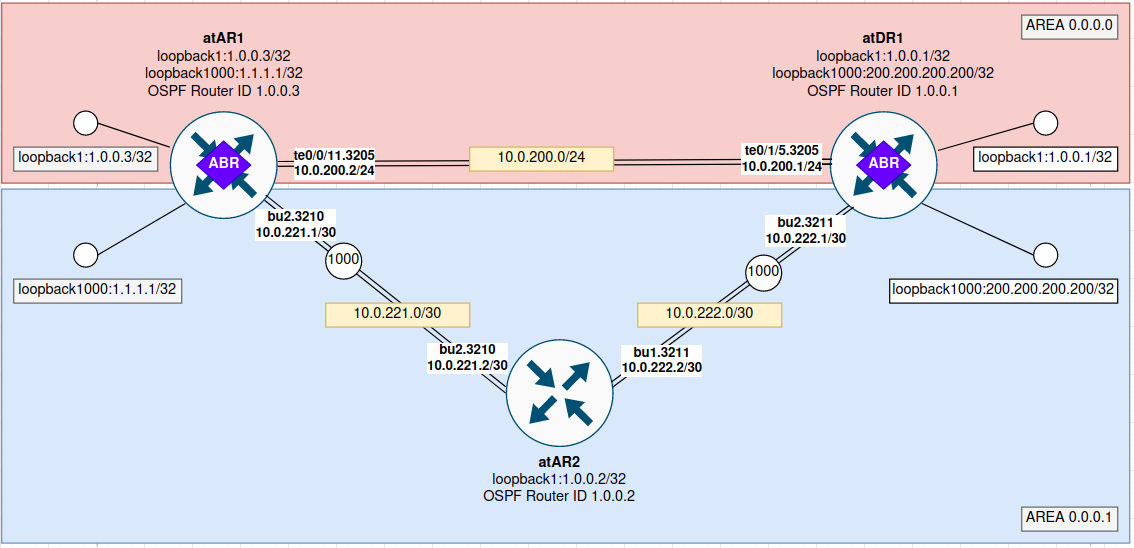 AREA 0.0.0.0
atAR1
loopback1:1.0.0.3/32
loopback1000:1.1.1.1/32
OSPF Router ID 1.0.0.3
atDR1
loopback1:1.0.0.1/32
loopback1000:200.200.200.200/32
OSPF Router ID 1.0.0.1
loopback1:1.0.0.3/32
ABR
te0/0/11.3205
10.0.200.2/24
10.0.200.0/24
te0/1/5.3205
10.0.200.1/24
ABR
loopback1:1.0.0.1/32
bu2.3210
10.0.221.1/30
bu2.3211
10.0.222.1/30
1000
1000
loopback1000:1.1.1.1/32
loopback1000:200.200.200.200/32
10.0.221.0/30
10.0.222.0/30
bu2.3210
10.0.221.2/30
bu1.3211
10.0.222.2/30
atAR2
loopback1:1.0.0.2/32
OSPF Router ID 1.0.0.2
AREA 0.0.0.1